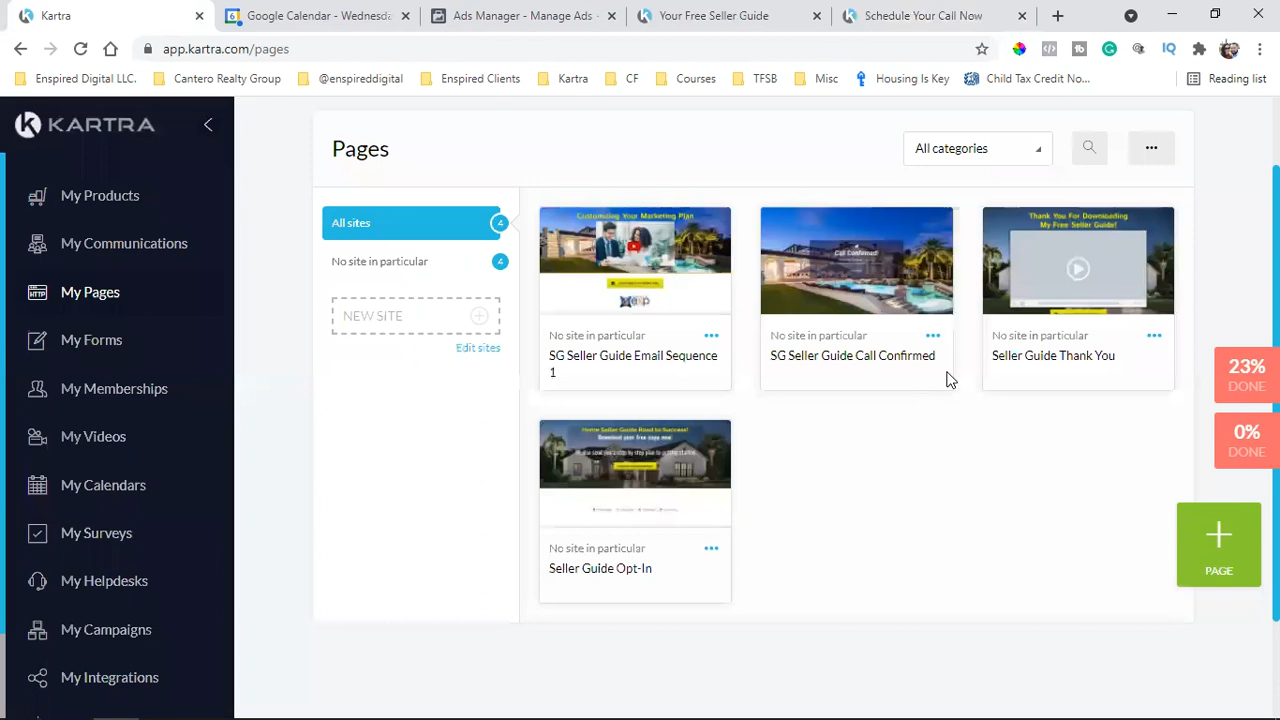 Kartra
Google Calendar - Wednesda
Ads Manager - Manage Ads -
Your Free Seller Guide
Schedule Your Call Now
app.kartra.com/pages
Enspired Digital LLC.
Cantero Realty Group
@enspireddigital
Enspired Clients
Kartra
CF
Courses
TFSB
Misc
Housing Is Key
Child Tax Credit No...
Reading list
KARTRA
My Products
My Communications
My Pages
My Forms
My Memberships
My Videos
My Calendars
My Surveys
My Helpdesks
My Campaigns
My Integrations
Pages
All categories
All sites 4
No site in particular 4
NEW SITE
Edit sites
Customizing Your Marketing Plan
No site in particular
SG Seller Guide Email Sequence
1
Call Confirmed!
No site in particular
SG Seller Guide Call Confirmed
Thank You For Downloading
My Free Seller Guide!
No site in particular
Seller Guide Thank You
Home Seller Guide Road to Success!
Download your free copy now
No site in particular
Seller Guide Opt-In
23%
DONE
0%
DONE
PAGE